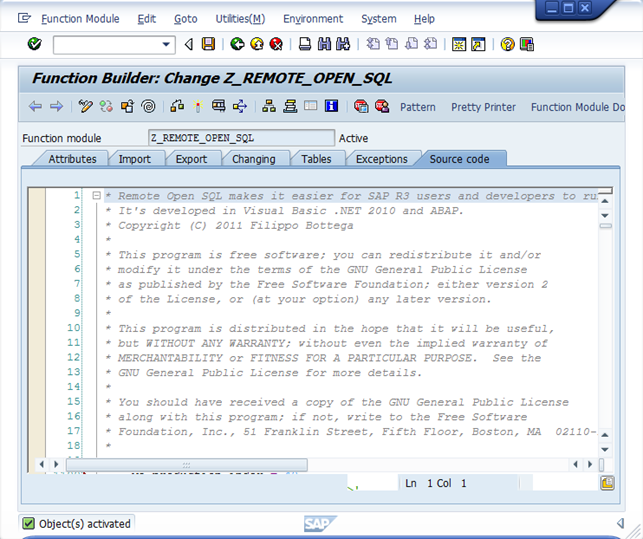 Function Module Edit Goto Utilities(M) Environment System Help
Function Builder: Change Z_REMOTE_OPEN_SQL
Pattern Pretty Printer Function Module Do
Function module Z_REMOTE_OPEN_SQL Active
Attributes Import Export Changing Tables Exceptions Source code
1 * Remote Open SQL makes it easier for SAP R3 users and developers to ru
2 * It's developed in Visual Basic .NET 2010 and ABAP.
3 * Copyright (C) 2011 Filippo Bottega
4 *
5 * This program is free software; you can redistribute it and/or
6 * modify it under the terms of the GNU General Public License
7 * as published by the Free Software Foundation; either version 2
8 * of the License, or (at your option) any later version.
9 *
10 * This program is distributed in the hope that it will be useful,
11 * but WITHOUT ANY WARRANTY; without even the implied warranty of
12 * MERCHANTABILITY or FITNESS FOR A PARTICULAR PURPOSE.  See the
13 * GNU General Public License for more details.
14 *
15 * You should have received a copy of the GNU General Public License
16 * along with this program; if not, write to the Free Software
17 * Foundation, Inc., 51 Franklin Street, Fifth Floor, Boston, MA  02110-
18 *
Ln 1 Col 1
Object(s) activated
SAP